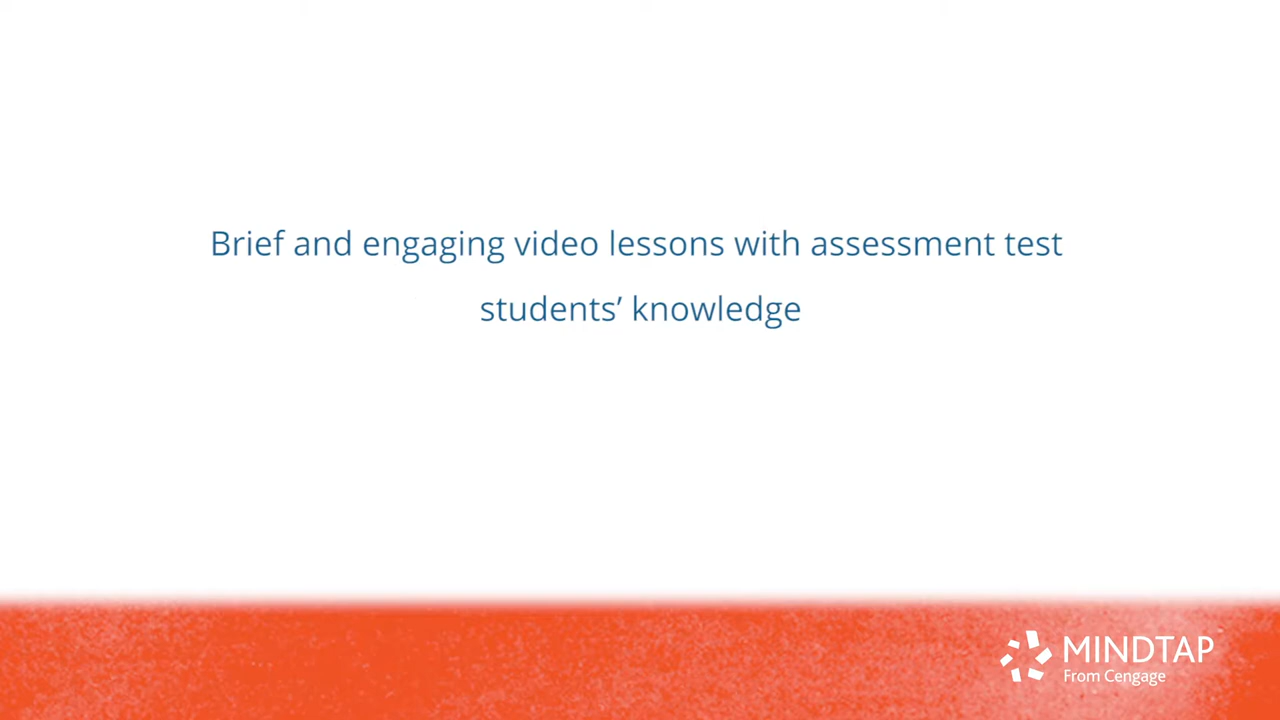 Brief and engaging video lessons with assessment test
students’ knowledge
MINDTAP
From Cengage